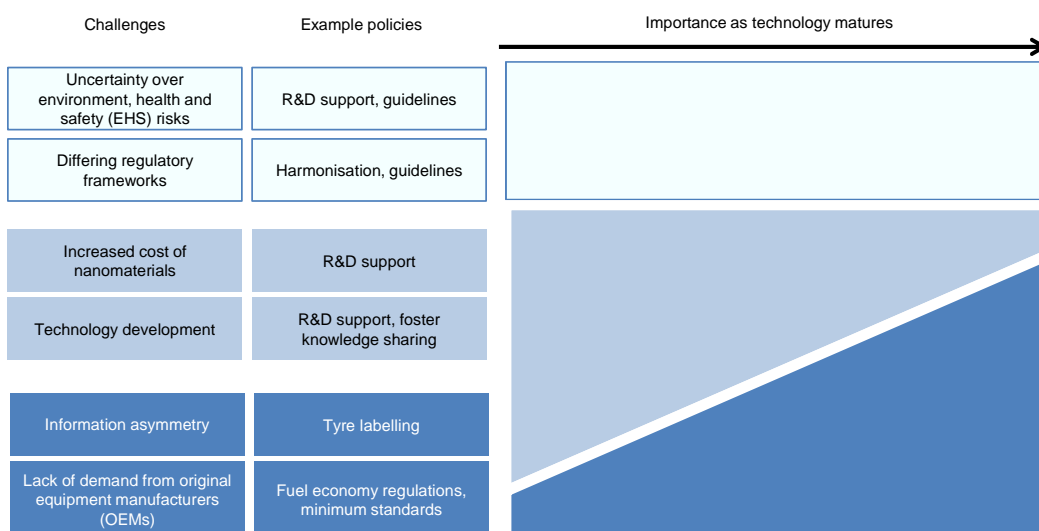 Challenges
Example policies
Importance as technology matures
Uncertainty over
environment, health and
safety (EHS) risks
R&D support, guidelines
Differing regulatory
frameworks
Harmonisation, guidelines
Increased cost of
nanomaterials
R&D support
Technology development
R&D support, foster
knowledge sharing
Information asymmetry
Tyre labelling
Lack of demand from original
equipment manufacturers
(OEMs)
Fuel economy regulations,
minimum standards